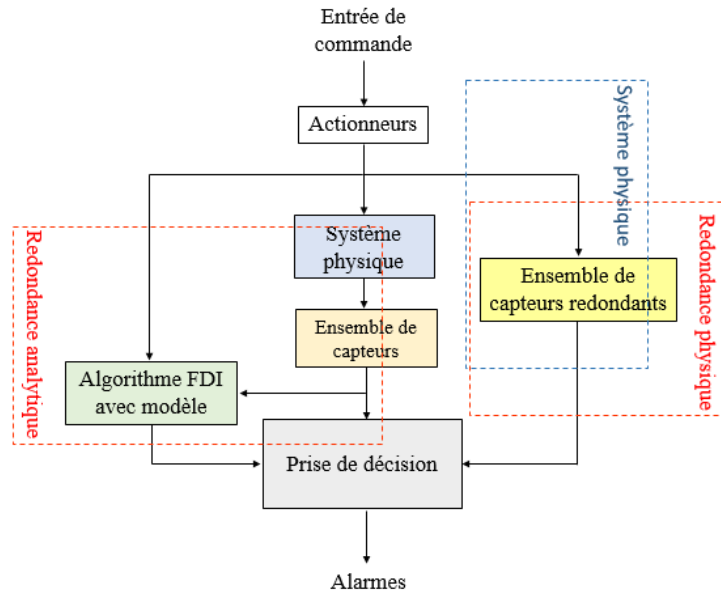 Entrée de
commande
Actionneurs
Système physique
Système
physique
Redondance analytique
Redondance physique
Ensemble de
capteurs redondants
Ensemble de
capteurs
Algorithme FDI
avec modèle
Prise de décision
Alarmes